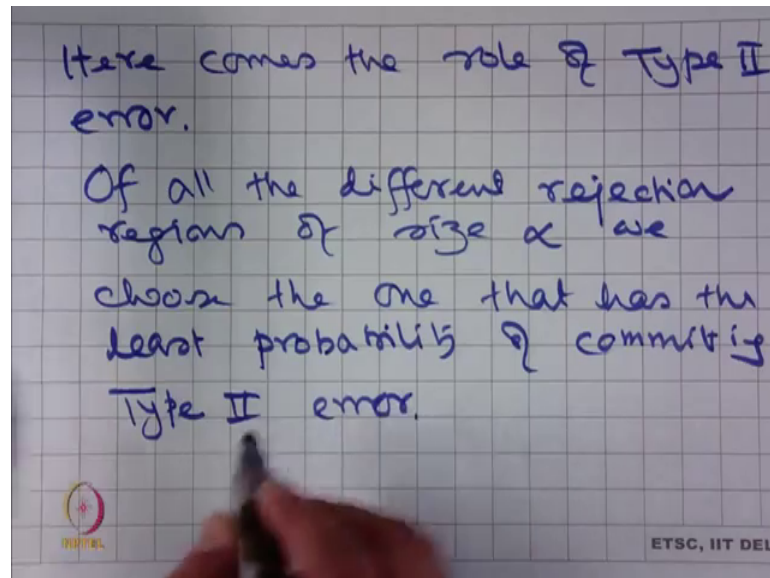 Here comes the role of Type II
error.
Of all the different rejection
regions of size α we
choose the one that has the
least probability of commiting
Type II error.
ETSC, IIT DEL